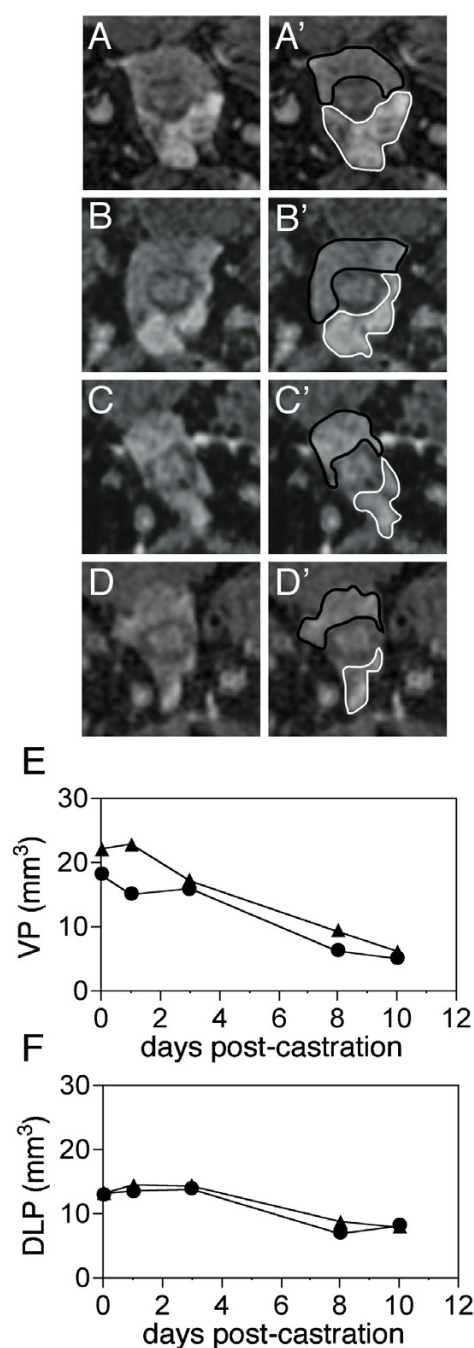 A A’
B B’
C C’
D D’
E
30
20
10
0
VP (mm³)
0 2 4 6 8 10 12
days post-castration
F
30
20
10
0
DLP (mm³)
0 2 4 6 8 10 12
days post-castration